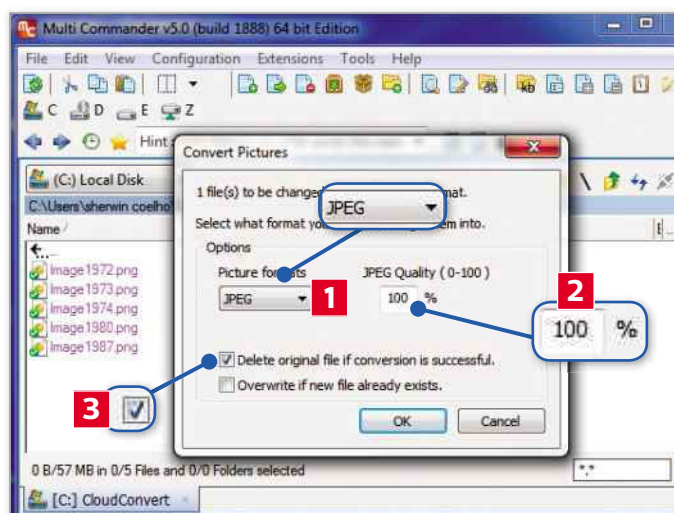 Multi Commander v5.0 (build 1888) 64 bit Edition
File Edit View Configuration Extensions Tools Help
C D E Z
Hint
Convert Pictures
(C:) Local Disk
1 file(s) to be changed mat.
JPEG
C:\Users\sherwin coelho
Select what format you em into.
Name
Options
Picture formats JPEG Quality ( 0-100 )
Image1972.png
Image1973.png
JPEG 1 100 % 2
Image1974.png
Image1980.png
100 %
Image1987.png
Delete original file if conversion is successful.
3 Overwrite if new file already exists.
OK Cancel
0 B/57 MB in 0/5 Files and 0/0 Folders selected *.*
[C:] CloudConvert